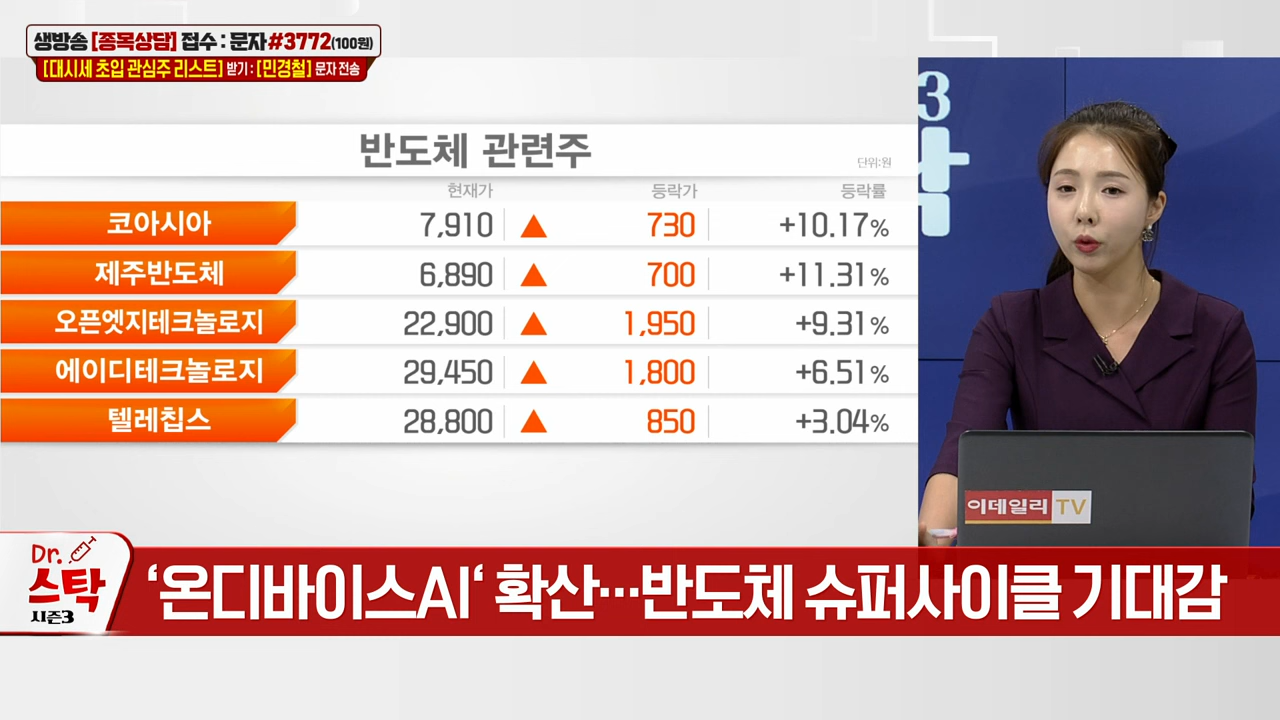 생방송 [종목상담] 접수 : 문자#3772(100원)
[대시세 초입 관심주 리스트] 받기 : [민경철] 문자 전송
3
반도체 관련주
단위:원
현재가 등락가 등락률
코아시아 7,910 ▲ 730 +10.17%
제주반도체 6,890 ▲ 700 +11.31%
오픈엣지테크놀로지 22,900 ▲ 1,950 +9.31%
에이디테크놀로지 29,450 ▲ 1,800 +6.51%
텔레칩스 28,800 ▲ 850 +3.04%
이데일리 TV
Dr.
스탁
시즌3
‘온디바이스AI‘ 확산…반도체 슈퍼사이클 기대감